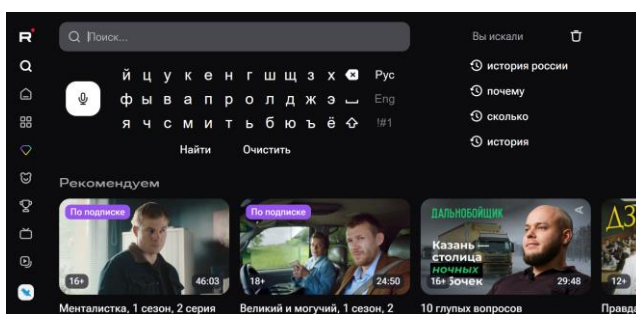 R
Поиск...
Вы искали
й ц у к е н г ш щ з х Рус
ф ы в а п р о л д ж э Eng
я ч с м и т ь б ю ъ ё !#1
Найти Очистить
история россии
почему
сколько
история
Рекомендуем
По подписке
16+
46:03
Менталистка, 1 сезон, 2 серия
По подписке
18+
24:50
Великий и могучий, 1 сезон, 2
ДАЛЬНОБОЙЩИК
Казань —
столица
ночных
бочек
16+
29:48
10 глупых вопросов
ДЗ
12+
Правда